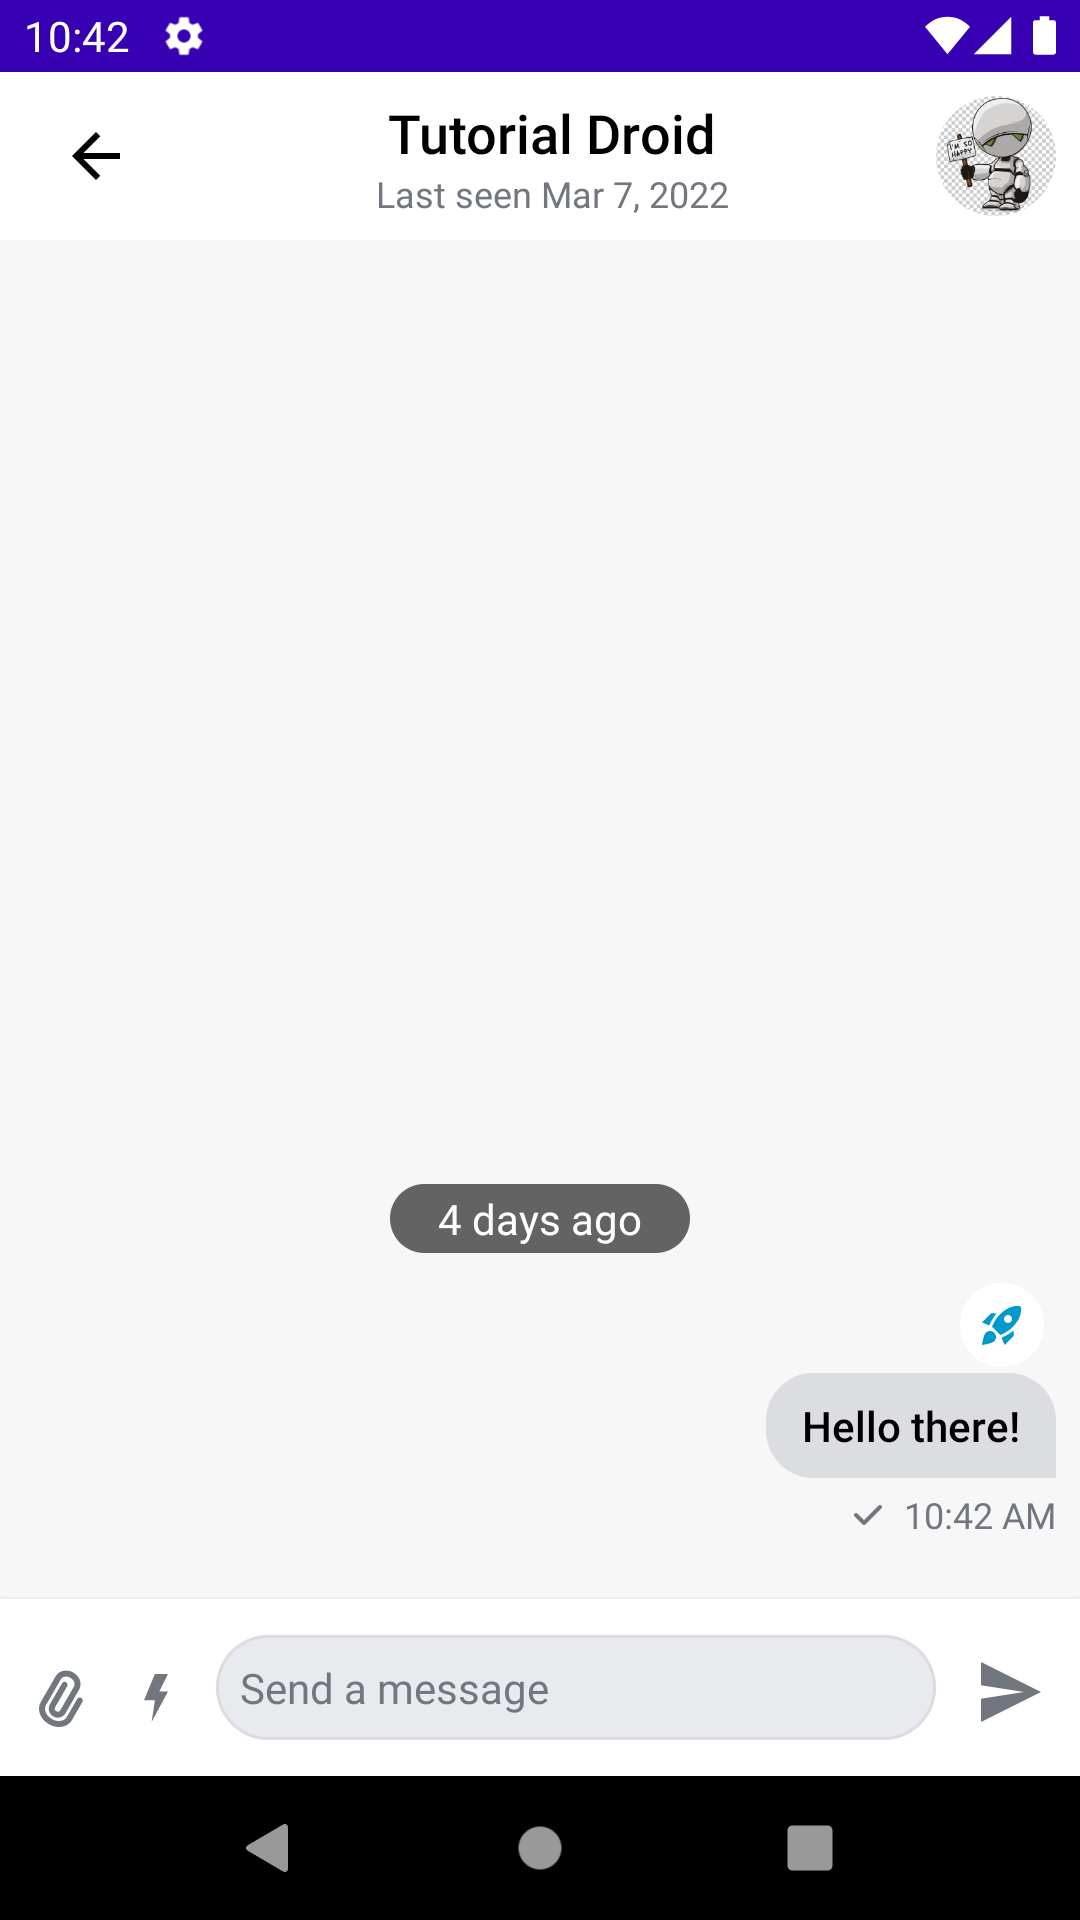 10:42
Tutorial Droid
Last seen Mar 7, 2022
I'M SO
HAPPY
4 days ago
Hello there!
10:42 AM
Send a message